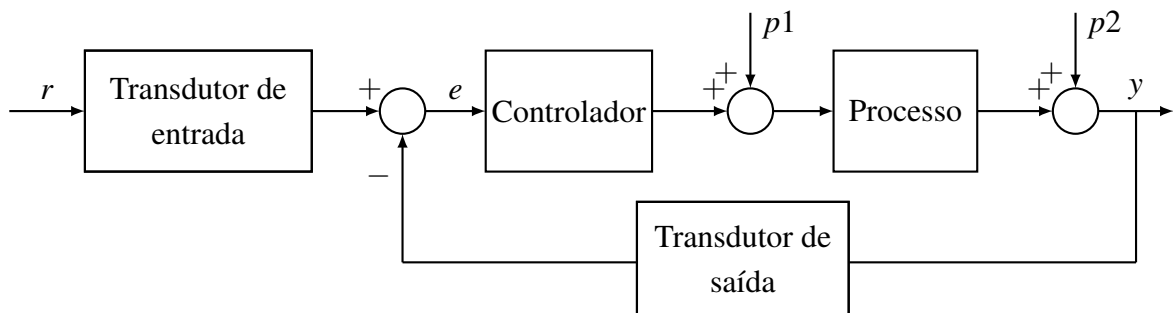 r
Transdutor de
entrada
+
−
e
Controlador
+
+
p1
Processo
+
+
p2
y
Transdutor de
saída